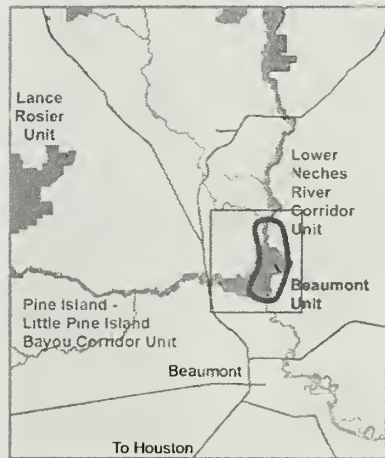 Lance
Rosier
Unit
Lower
Neches
River
Corridor
Unit
Beaumont
Unit
Pine Island -
Little Pine Island
Bayou Corridor Unit
Beaumont
To Houston